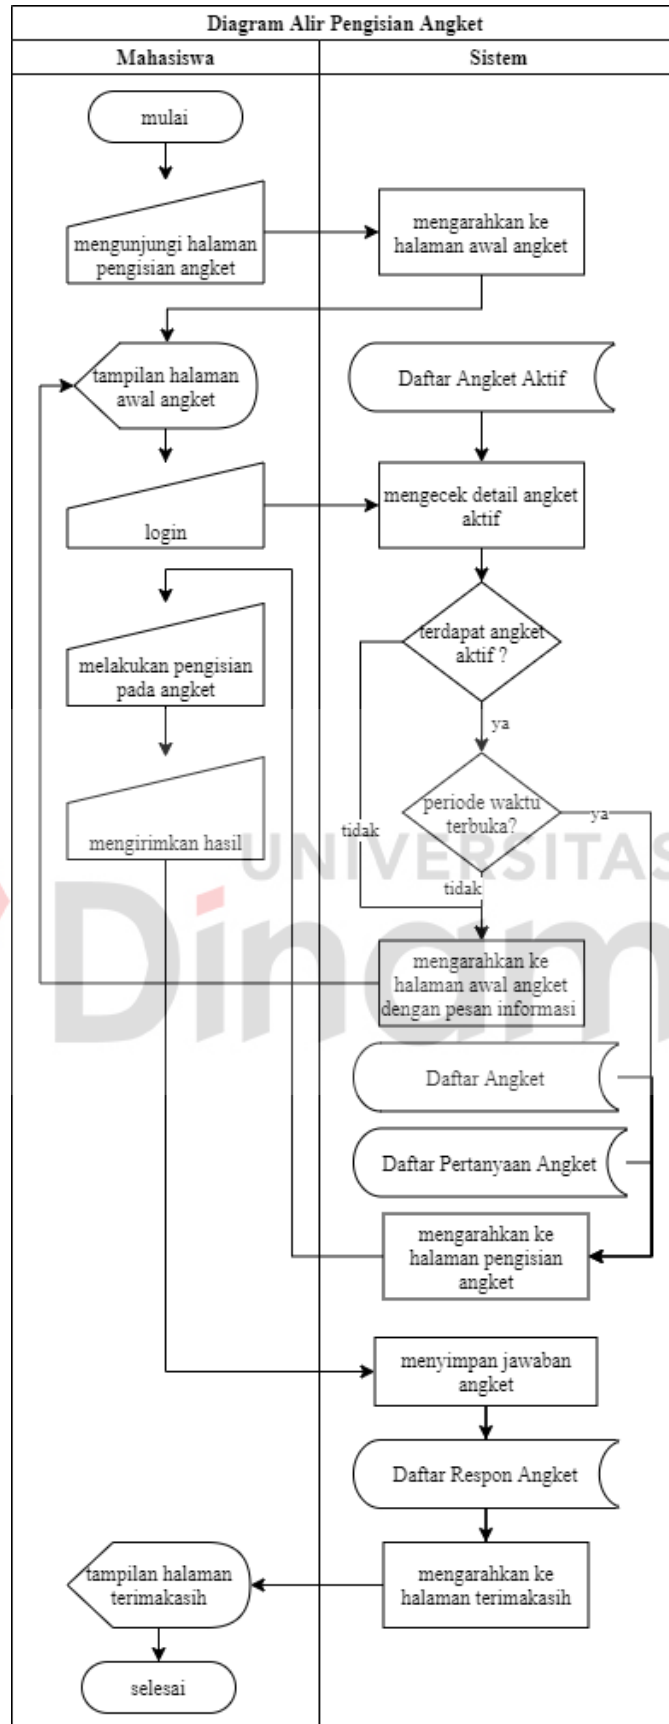 Diagram Alir Pengisian Angket
Mahasiswa
Sistem
mulai
mengunjungi halaman
pengisian angket
mengarahkan ke
halaman awal angket
tampilan halaman
awal angket
Daftar Angket Aktif
login
mengecek detail angket
aktif
terdapat angket
aktif ?
melakukan pengisian
pada angket
ya
periode waktu
terbuka?
ya
tidak
mengirimkan hasil
UNIVERSITAS
tidak
Dinam
mengarahkan ke
halaman awal angket
dengan pesan informasi
Daftar Angket
Daftar Pertanyaan Angket
mengarahkan ke
halaman pengisian
angket
menyimpan jawaban
angket
Daftar Respon Angket
tampilan halaman
terimakasih
mengarahkan ke
halaman terimakasih
selesai